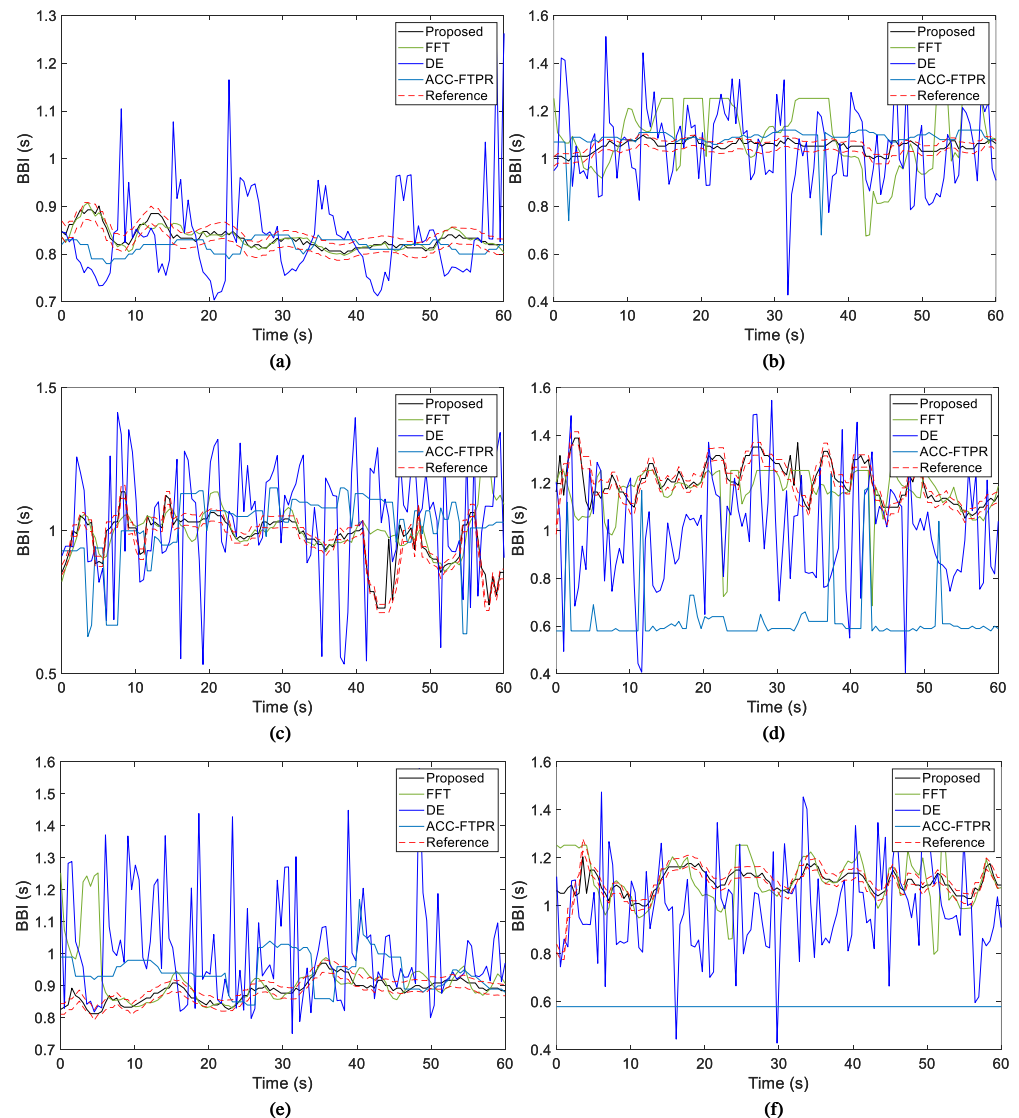 1.3
1.2
1.1
1
0.9
0.8
0.7
BBI (s)
0 10 20 30 40 50 60
Time (s)
Proposed
FFT
DE
ACC-FTPR
Reference
(a)
1.6
1.4
1.2
1
0.8
0.6
0.4
BBI (s)
0 10 20 30 40 50 60
Time (s)
Proposed
FFT
DE
ACC-FTPR
Reference
(b)
1.5
1
0.5
BBI (s)
0 10 20 30 40 50 60
Time (s)
Proposed
FFT
DE
ACC-FTPR
Reference
(c)
1.6
1.4
1.2
1
0.8
0.6
0.4
BBI (s)
0 10 20 30 40 50 60
Time (s)
Proposed
FFT
DE
ACC-FTPR
Reference
(d)
1.6
1.5
1.4
1.3
1.2
1.1
1
0.9
0.8
0.7
BBI (s)
0 10 20 30 40 50 60
Time (s)
Proposed
FFT
DE
ACC-FTPR
Reference
(e)
1.6
1.4
1.2
1
0.8
0.6
0.4
BBI (s)
0 10 20 30 40 50 60
Time (s)
Proposed
FFT
DE
ACC-FTPR
Reference
(f)